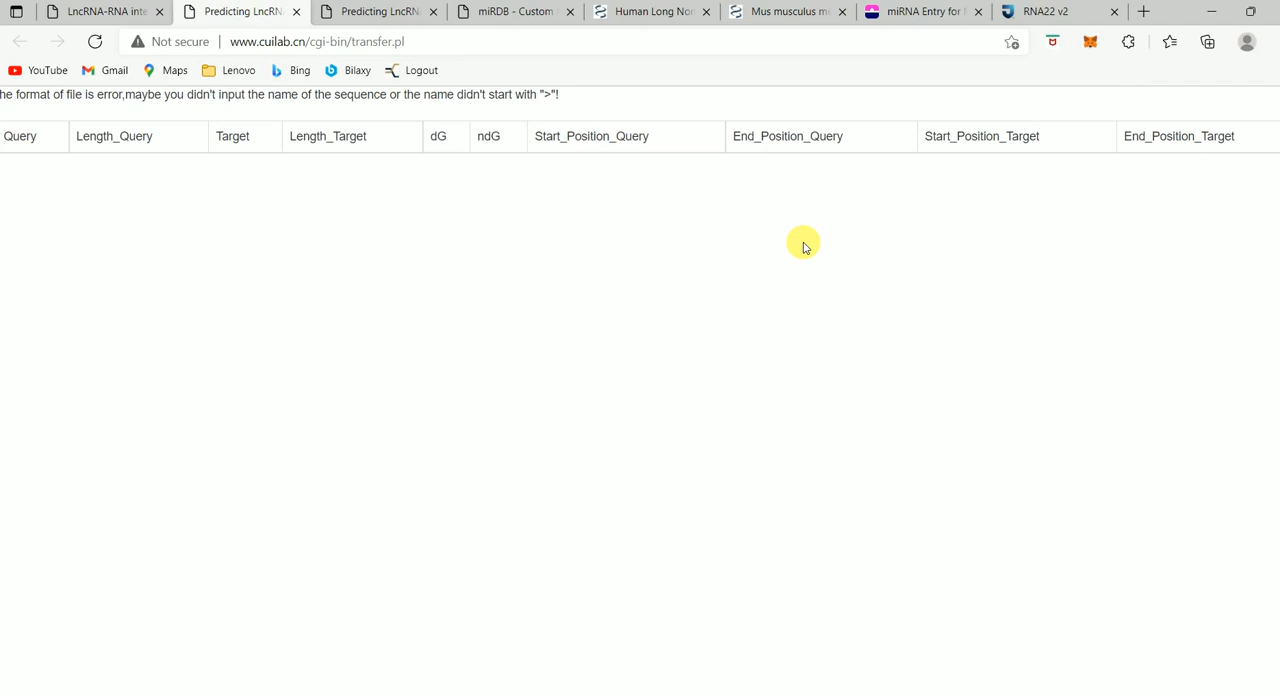 LncRNA-RNA inte
Predicting LncRN
Predicting LncRN
miRDB - Custom
Human Long Non
Mus musculus m
miRNA Entry for
RNA22 v2
Not secure
www.cuilab.cn/cgi-bin/transfer.pl
YouTube
Gmail
Maps
Lenovo
Bing
Bilaxy
Logout
he format of file is error,maybe you didn't input the name of the sequence or the name didn't start with ">"!
Query Length_Query Target Length_Target dG ndG Start_Position_Query End_Position_Query Start_Position_Target End_Position_Target